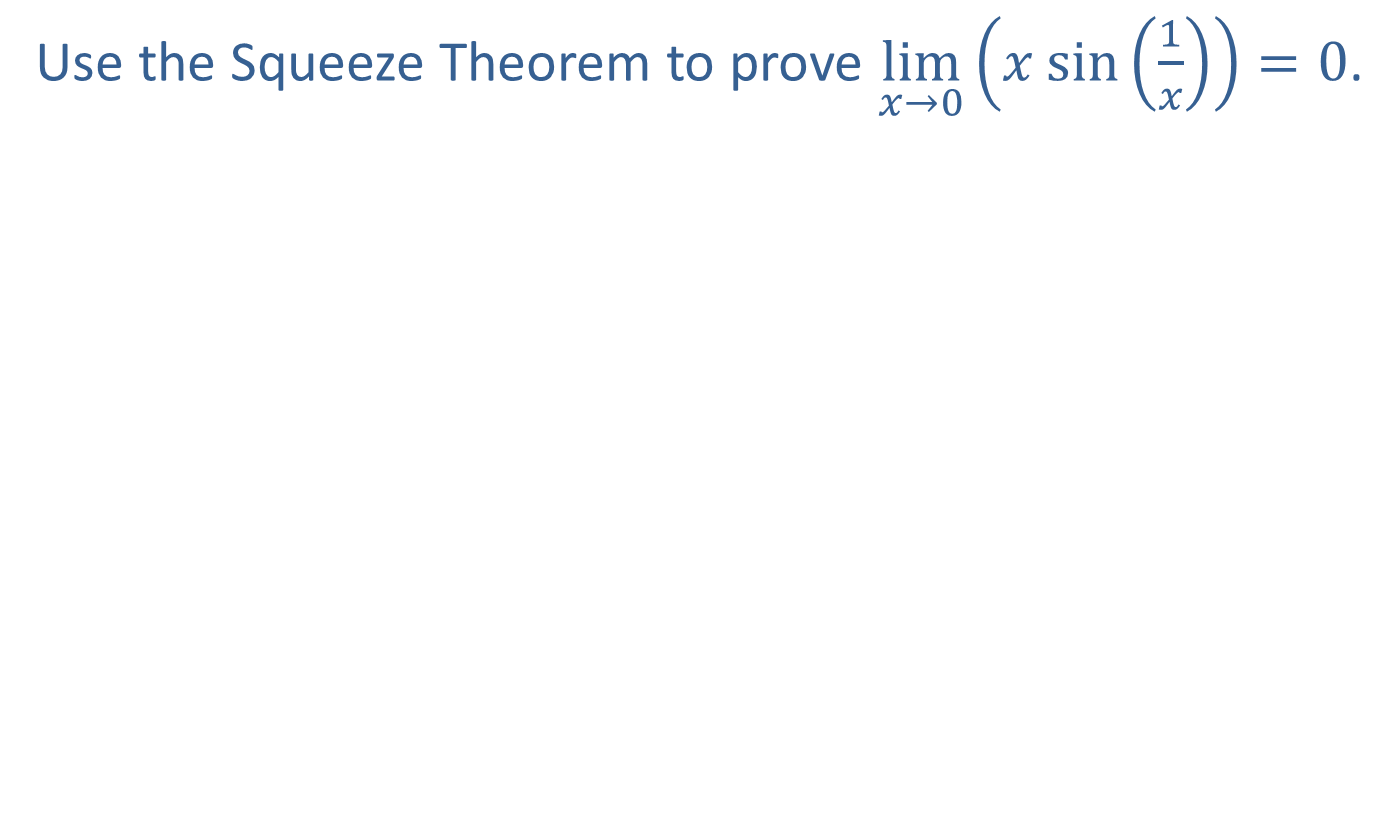 Use the Squeeze Theorem to prove lim_{x→0} (x sin(1/x)) = 0.